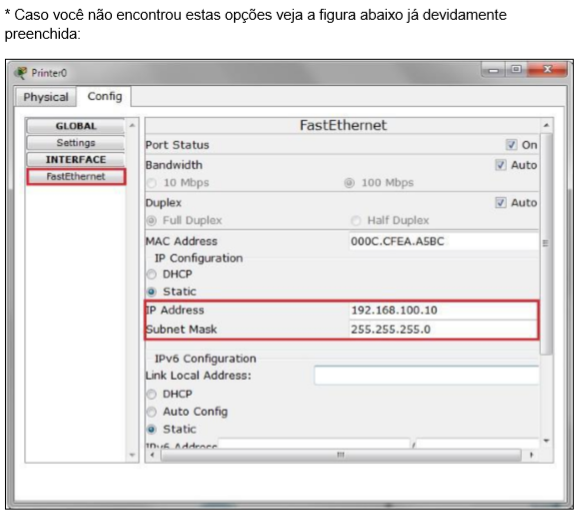 * Caso você não encontrou estas opções veja a figura abaixo já devidamente
preenchida:
Printer0
Physical Config
GLOBAL
Settings
INTERFACE
FastEthernet
FastEthernet
Port Status On
Bandwidth Auto
10 Mbps 100 Mbps
Duplex Auto
Full Duplex Half Duplex
MAC Address 000C.CFEA.A5BC
IP Configuration
DHCP
Static
IP Address 192.168.100.10
Subnet Mask 255.255.255.0
IPv6 Configuration
Link Local Address:
DHCP
Auto Config
Static
IPv6 Address /